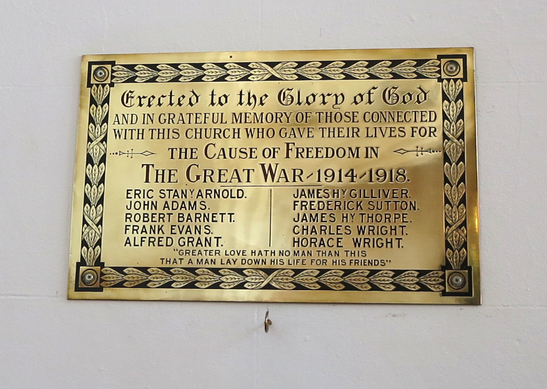 Erected to the Glory of God
AND IN GRATEFUL MEMORY OF THOSE CONNECTED
WITH THIS CHURCH WHO GAVE THEIR LIVES FOR
THE CAUSE OF FREEDOM IN
THE GREAT WAR-1914-1918.
ERIC STANY ARNOLD.
JOHN ADAMS.
ROBERT BARNETT.
FRANK EVANS.
ALFRED GRANT.
JAMES HY GILLIVER.
FREDERICK SUTTON.
JAMES HY THORPE.
CHARLES WRIGHT.
HORACE WRIGHT.
"GREATER LOVE HATH NO MAN THAN THIS
THAT A MAN LAY DOWN HIS LIFE FOR HIS FRIENDS"